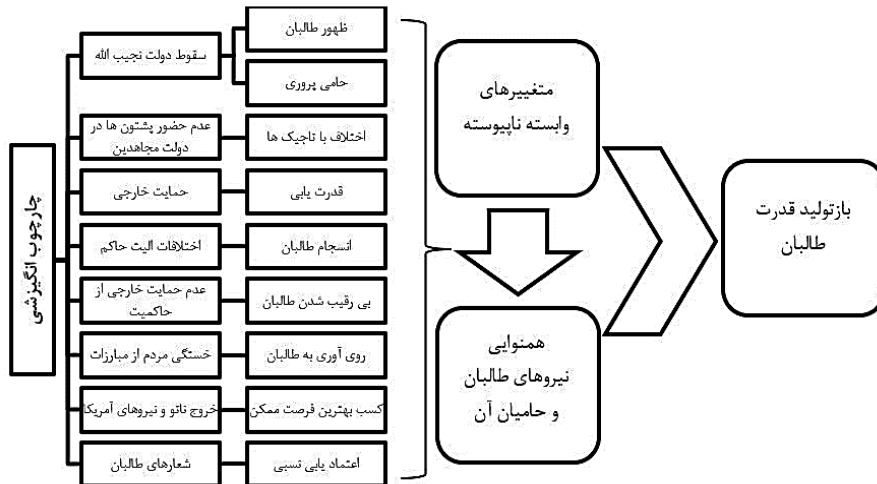 چارچوب انگیزشی
سقوط دولت نجیب الله
ظهور طالبان
حامی پروری
عدم حضور پشتون ها در
دولت مجاهدین
اختلاف با تاجیک ها
حمایت خارجی
قدرت یابی
اختلافات الیت حاکم
انسجام طالبان
عدم حمایت خارجی از
حاکمیت
بی رقیب شدن طالبان
خستگی مردم از مبارزات
روی آوری به طالبان
خروج ناتو و نیروهای آمریکا
کسب بهترین فرصت ممکن
شعارهای طالبان
اعتماد یابی نسبی
متغییرهای
وابسته ناپیوسته
همنوایی
نیروهای طالبان
و حامیان آن
بازتولید قدرت
طالبان